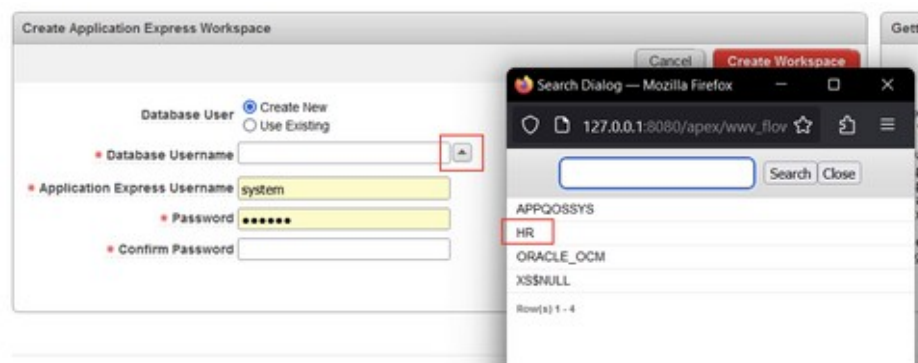 Create Application Express Workspace
Gett
Cancel
Create Workspace
Database User
Create New
Use Existing
Database Username
Application Express Username
system
Password
Confirm Password
Search Dialog — Mozilla Firefox
127.0.0.1:8080/apex/wwv_flow
Search
Close
APPQOSSYS
HR
ORACLE_OCM
XS$NULL
Row(s) 1 - 4